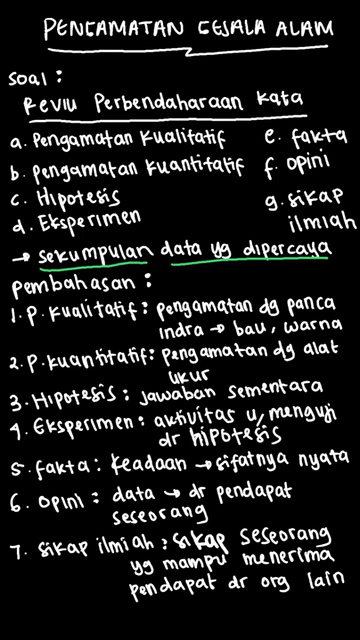 PENGAMATAN GEJALA ALAM
Soal :
Reviu Perbendaharaan Kata
a. Pengamatan Kualitatif
b. pengamatan kuantitatif
c. Hipotesis
d. Eksperimen
e. fakta
f. opini
g. sikap
ilmiah
→ sekumpulan data yg dipercaya
pembahasan :
1. P. kualitatif : pengamatan dg panca
indra → bau, warna
2. P. kuantitatif : pengamatan dg alat
ukur
3. Hipotesis : jawaban sementara
4. Eksperimen : aktivitas u/ menguji
dr hipotesis
5. fakta : keadaan → sifatnya nyata
6. opini : data → dr pendapat
seseorang
7. sikap ilmiah : sikap seseorang
yg mampu menerima
pendapat dr org lain